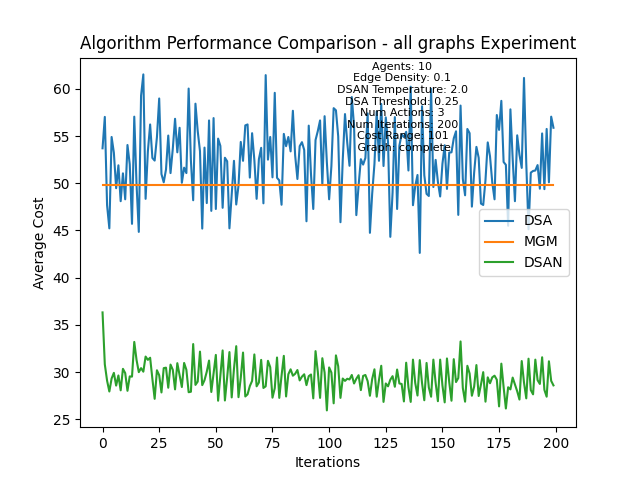 Algorithm Performance Comparison - all graphs Experiment
Agents: 10
Edge Density: 0.1
DSAN Temperature: 2.0
DSA Threshold: 0.25
Num Actions: 3
Num Iterations: 200
Cost Range: 101
Graph: complete
Average Cost
60
55
50
45
40
35
30
25
DSA
MGM
DSAN
0
25
50
75
100
125
150
175
200
Iterations